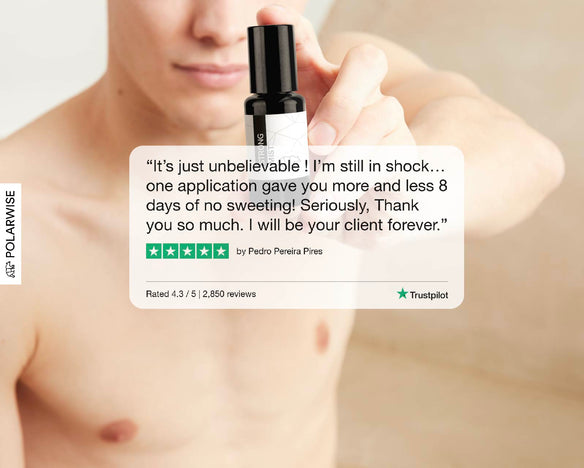 STRONG
“It’s just unbelievable ! I’m still in shock…
one application gave you more and less 8
days of no sweeting! Seriously, Thank
you so much. I will be your client forever.”
by Pedro Pereira Pires
Rated 4.3 / 5 | 2,850 reviews
Trustpilot
POLARWISE